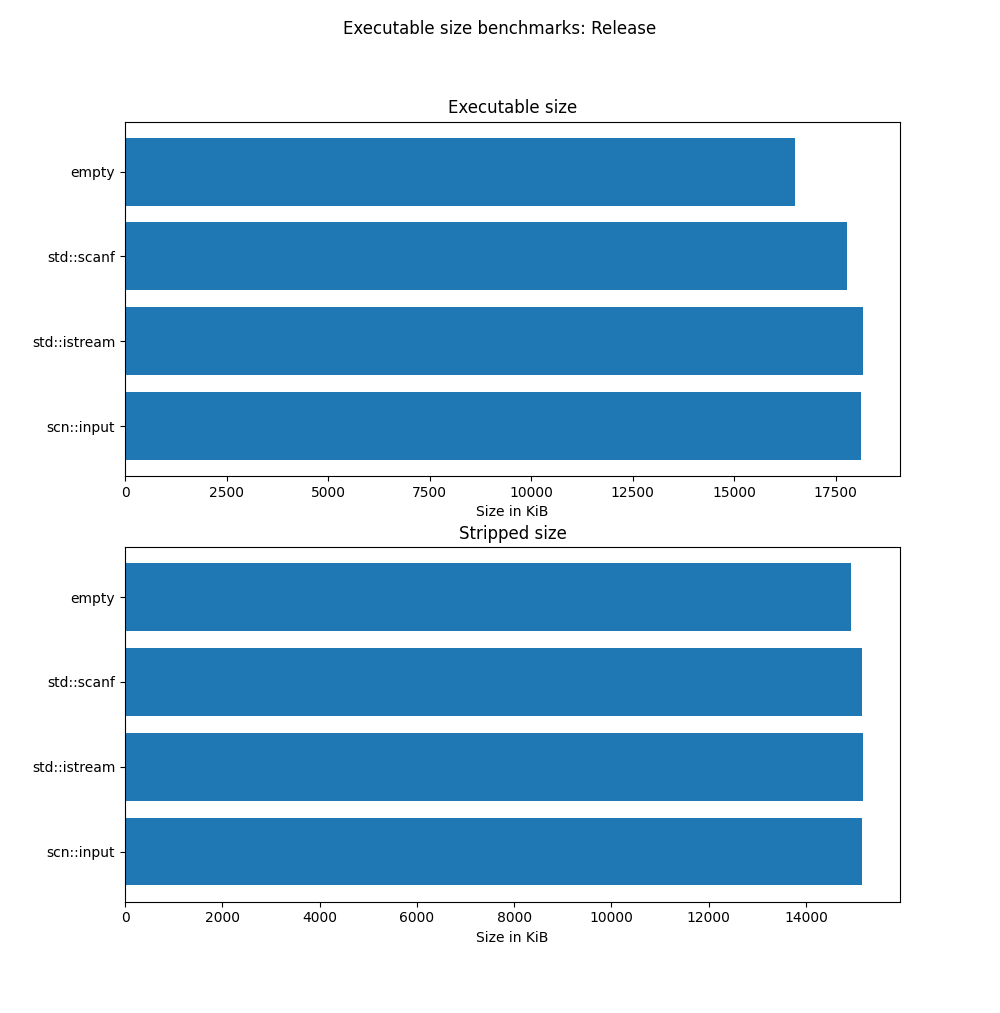 Executable size benchmarks: Release
Executable size
empty
std::scanf
std::istream
scn::input
0 2500 5000 7500 10000 12500 15000 17500
Size in KiB
Stripped size
empty
std::scanf
std::istream
scn::input
0 2000 4000 6000 8000 10000 12000 14000
Size in KiB